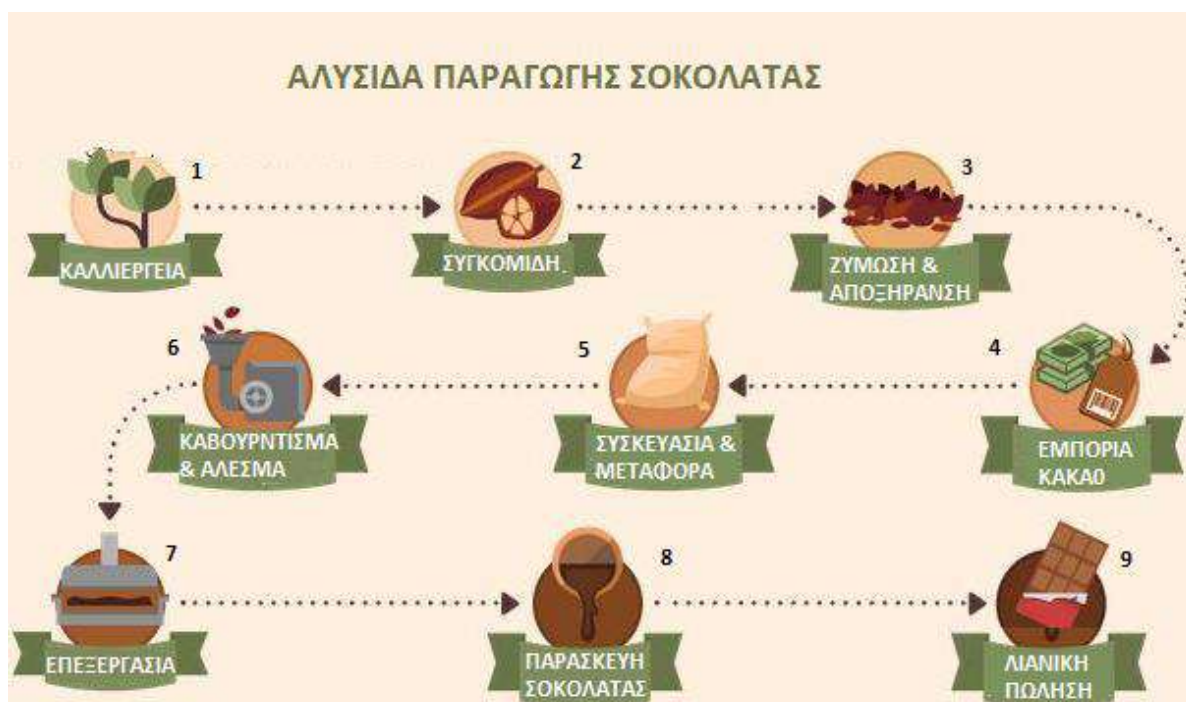 ΑΛΥΣΙΔΑ ΠΑΡΑΓΩΓΗΣ ΣΟΚΟΛΑΤΑΣ
1
ΚΑΛΛΙΕΡΓΕΙΑ
2
ΣΥΓΚΟΜΙΔΗ.
3
ΖΥΜΩΣΗ &
ΑΠΟΞΗΡΑΝΣΗ
4
ΕΜΠΟΡΙΑ
ΚΑΚΑ0
5
ΣΥΣΚΕΥΑΣΙΑ &
ΜΕΤΑΦΟΡΑ
6
ΚΑΒΟΥΡΝΤΙΣΜΑ
& ΑΛΕΣΜΑ
7
ΕΠΕΞΕΡΓΑΣΙΑ
8
ΠΑΡΑΣΚΕΥΗ
ΣΟΚΟΛΑΤΑΣ
9
ΛΙΑΝΙΚΗ
ΠΩΛΗΣΗ